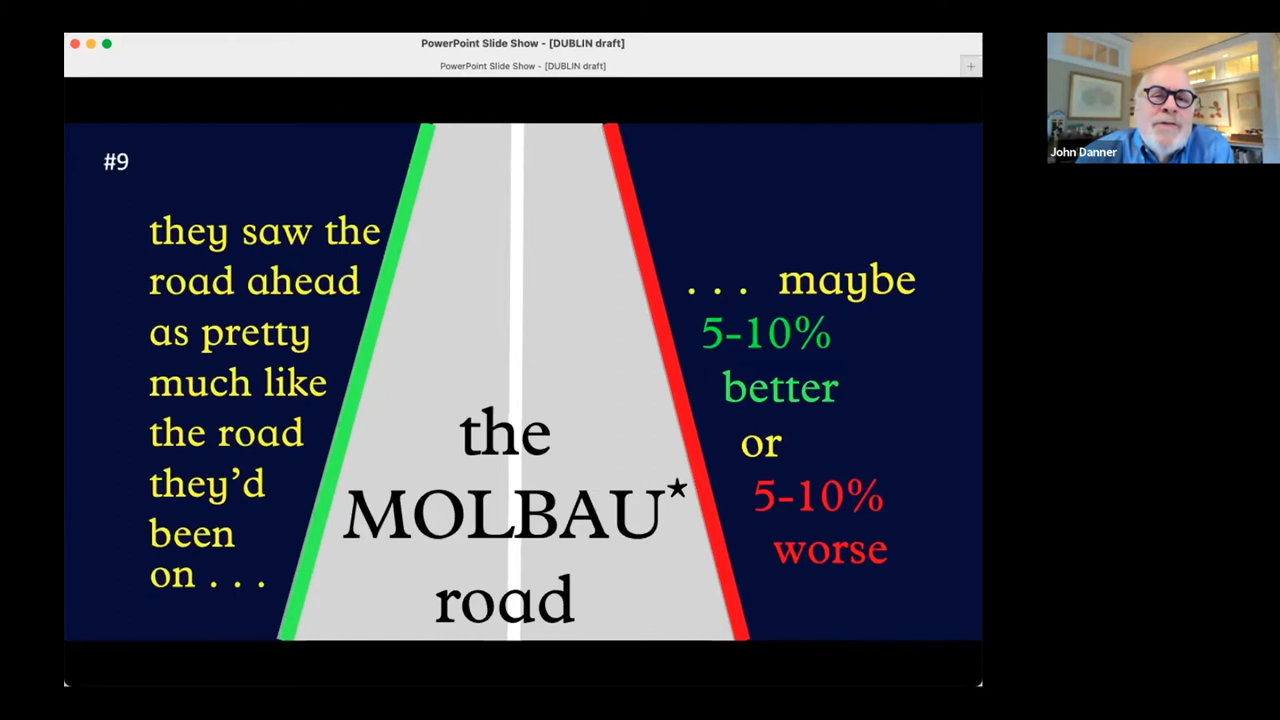 PowerPoint Slide Show - [DUBLIN draft]
PowerPoint Slide Show - [DUBLIN draft]
#9
they saw the
road ahead
as pretty
much like
the road
they'd
been
on . . .
the
MOLBAU*
road
. . . maybe
5-10%
better
or
5-10%
worse
John Danner